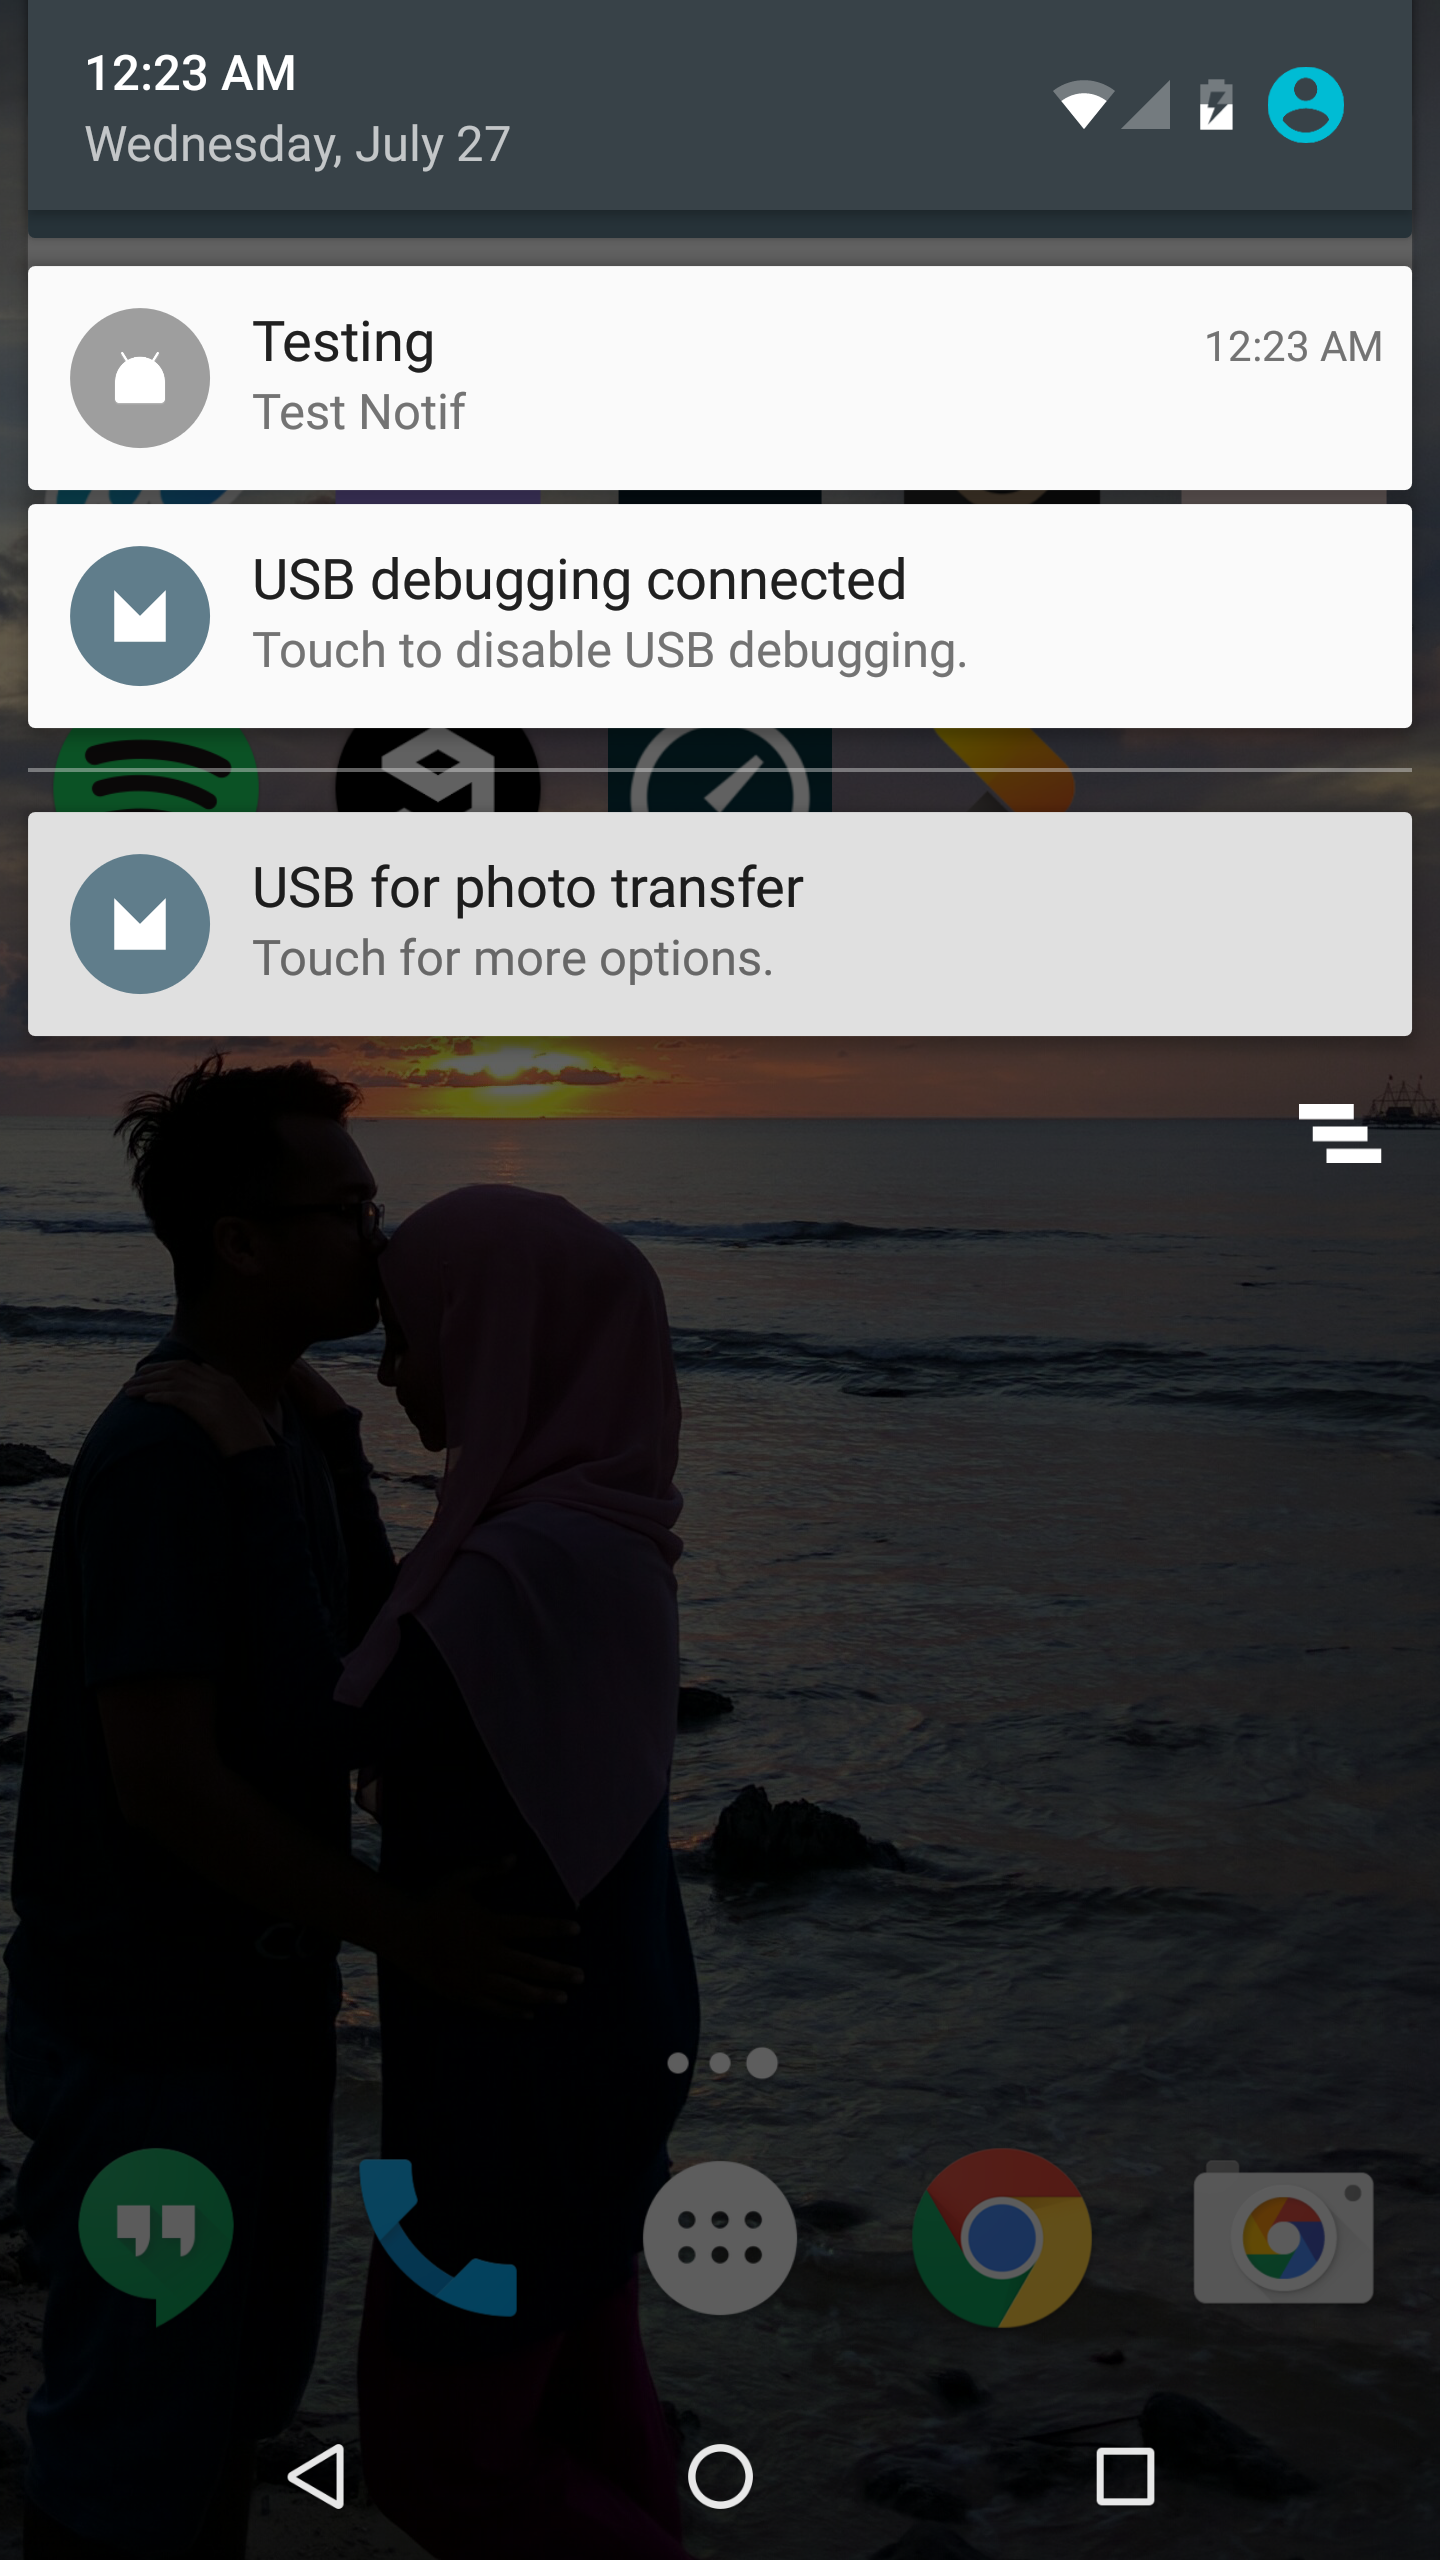 12:23 AM
Wednesday, July 27
Testing
12:23 AM
Test Notif
USB debugging connected
Touch to disable USB debugging.
USB for photo transfer
Touch for more options.